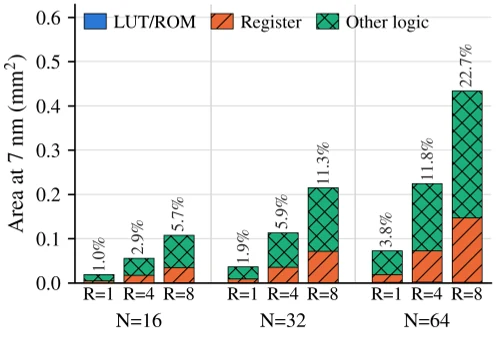 LUT/ROM Register Other logic
Area at 7 nm (mm²)
0.6
0.5
0.4
0.3
0.2
0.1
0.0
1.0% 2.9% 5.7% 1.9% 5.9% 11.3% 3.8% 11.8% 22.7%
R=1 R=4 R=8 R=1 R=4 R=8 R=1 R=4 R=8
N=16 N=32 N=64